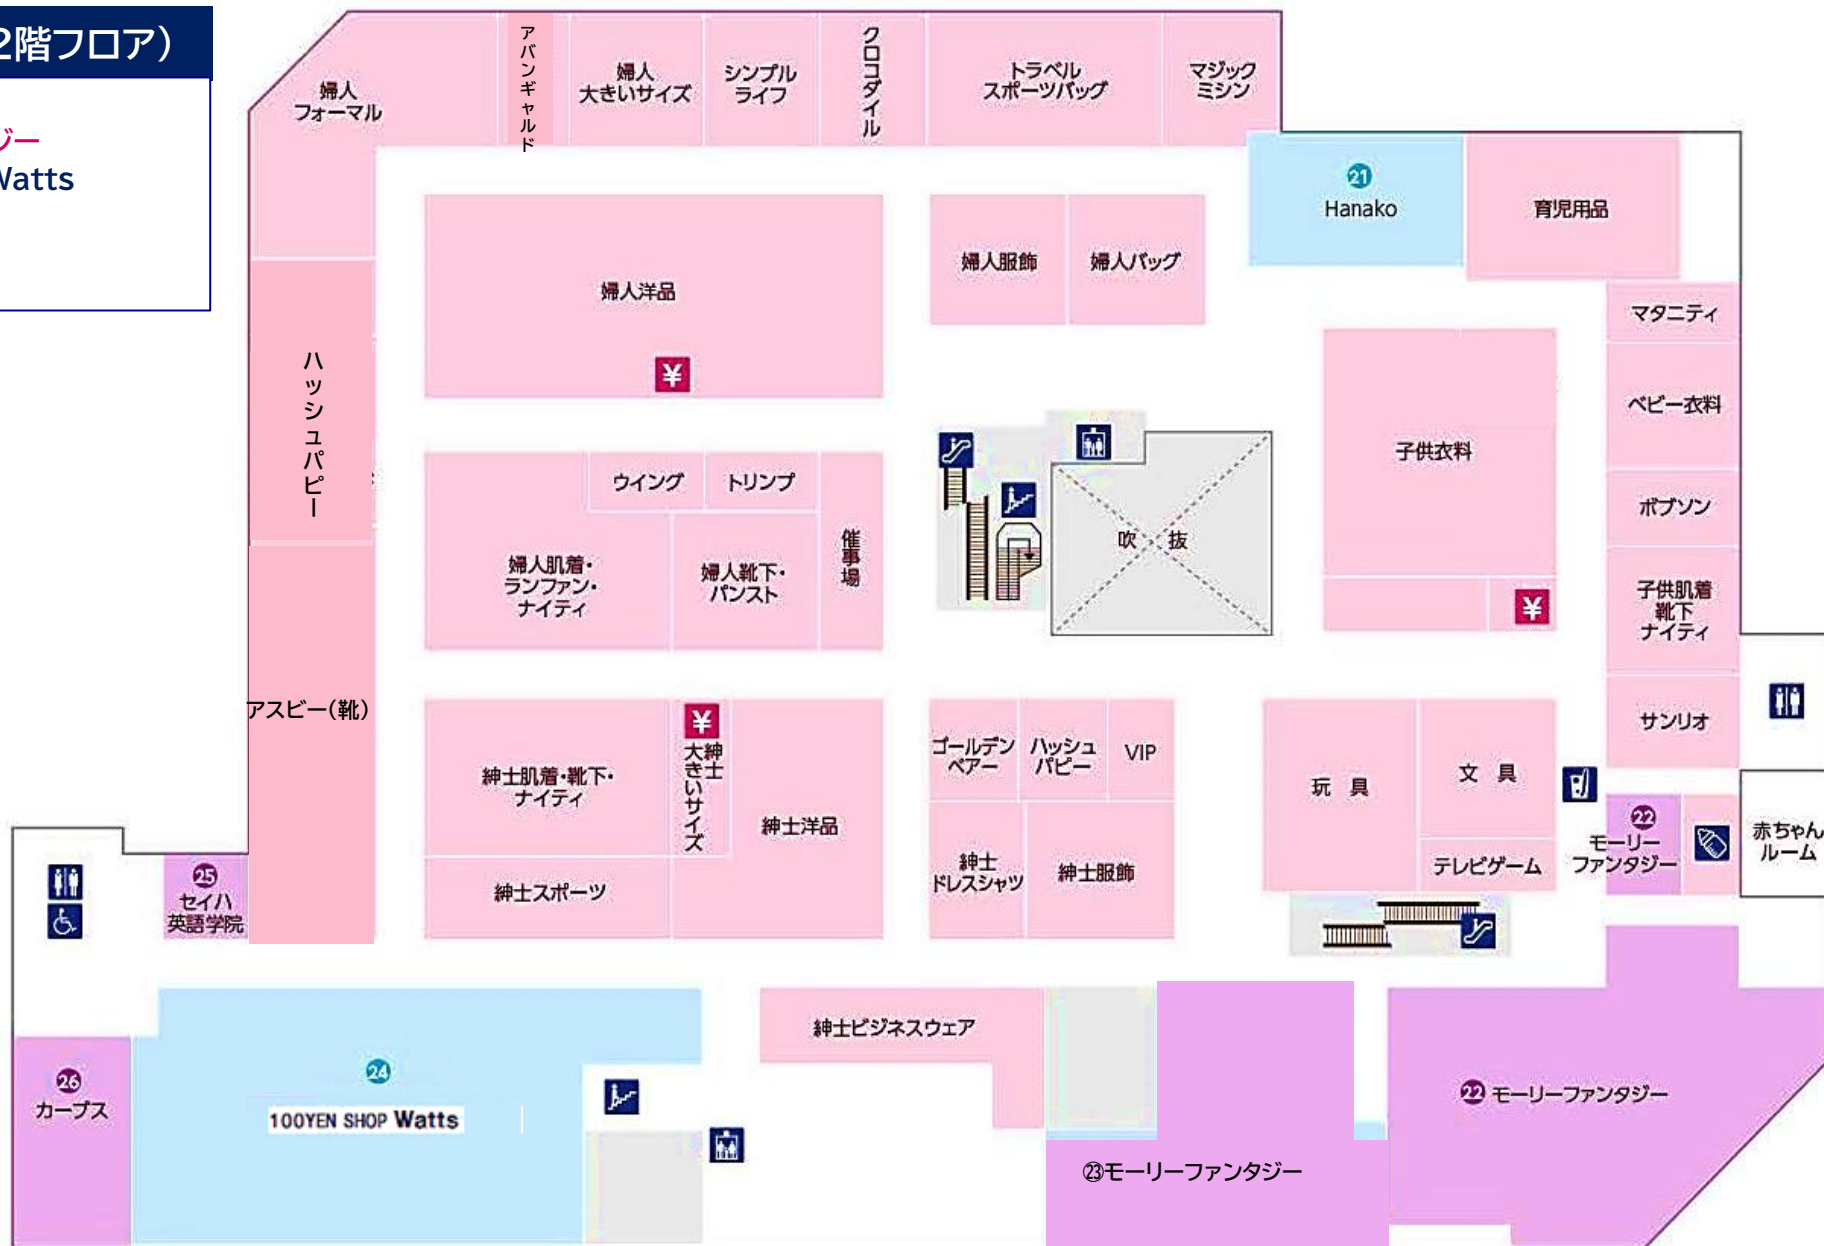 2階フロア)
ジー
Watts
婦人
フォーマル
アバンギャルド
婦人
大きいサイズ
シンプル
ライフ
クロコダイル
トラベル
スポーツバッグ
マジック
ミシン
21
Hanako
育児用品
婦人洋品
¥
婦人服飾
婦人バッグ
マタニティ
ベビー衣料
ボブソン
子供肌着
靴下
ナイティ
サンリオ
子供衣料
¥
ハッシュパピー
ウイング
トリンプ
婦人肌着・
ランファン・
ナイティ
婦人靴下・
パンスト
催事場
吹 抜
アスビー(靴)
紳士肌着・靴下・
ナイティ
¥
紳士
大きいサイズ
紳士洋品
紳士スポーツ
ゴールデン
ベアー
ハッシュ
パピー
VIP
紳士
ドレスシャツ
紳士服飾
玩 具
文 具
テレビゲーム
22
モーリー
ファンタジー
赤ちゃん
ルーム
25
セイハ
英語学院
26
カーブス
24
100YEN SHOP Watts
紳士ビジネスウェア
㉓モーリーファンタジー
22 モーリーファンタジー